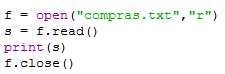 f = open("compras.txt","r")
s = f.read()
print(s)
f.close()